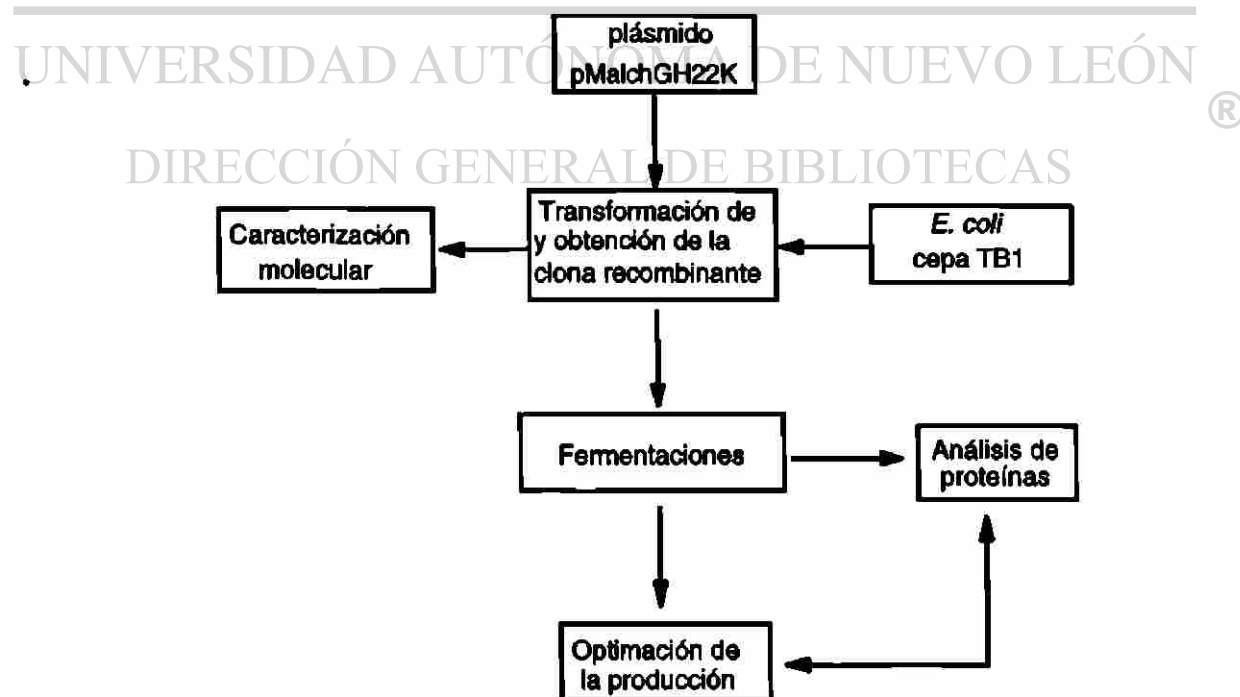 plásmido
pMalchGH22K
UNIVERSIDAD AUTÓNOMA DE NUEVO LEÓN
®
DIRECCIÓN GENERAL DE BIBLIOTECAS
Caracterización
molecular
Transformación de
y obtención de la
clona recombinante
E. coli
cepa TB1
Fermentaciones
Análisis de
proteínas
Optimación de
la producción